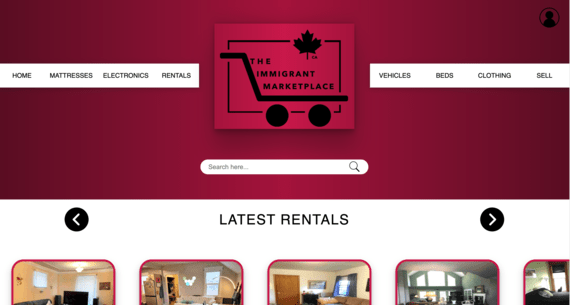 HOME MATTRESSES ELECTRONICS RENTALS
THE
IMMIGRANT
MARKETPLACE
VEHICLES BEDS CLOTHING SELL
Search here...
LATEST RENTALS